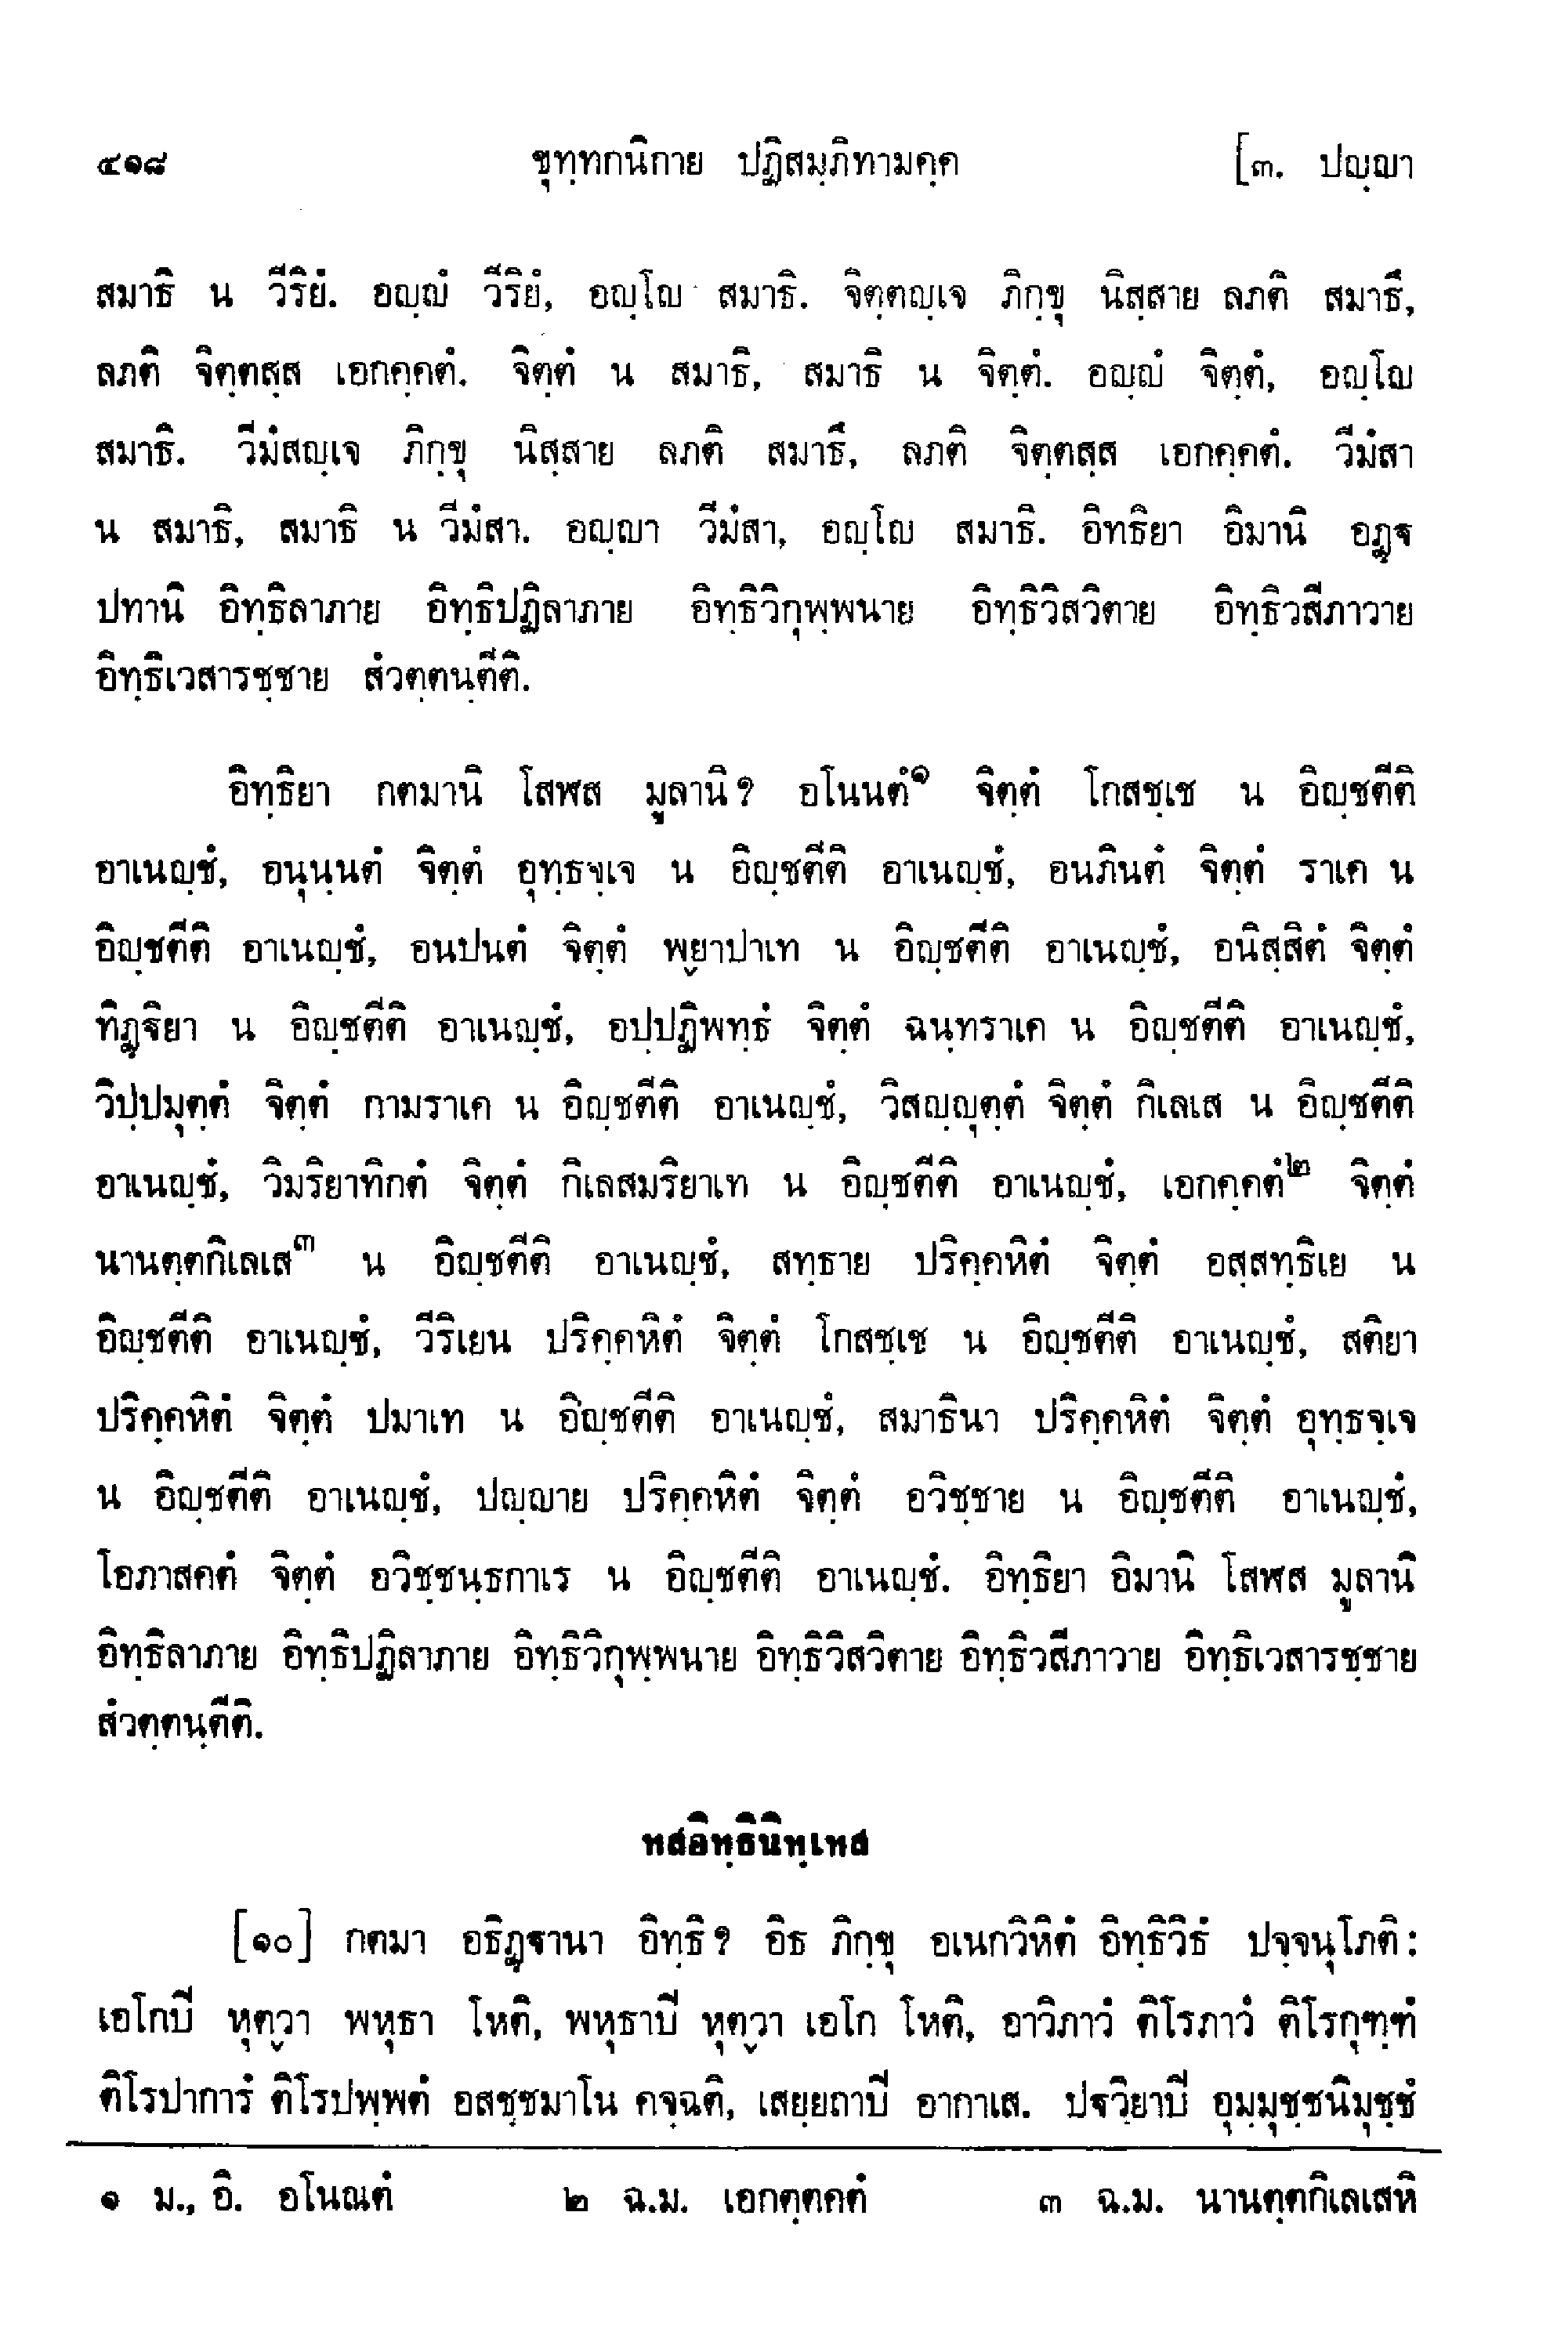 ๕๑๘ ขุทฺทกนิกาย ปฏิสมฺภิทามคฺค [๓. ปญฺญา
สมาธิ น วีริยํ. อญฺญํ วีริยํ, อญฺโญ สมาธิ. จิตฺตญฺเจ ภิกฺขุ นิสฺสาย ลภติ สมาธึ,
ลภติ จิตฺตสฺส เอกคฺคตํ. จิตฺตํ น สมาธิ, สมาธิ น จิตฺตํ. อญฺญํ จิตฺตํ, อญฺโญ
สมาธิ. วีมํสญฺเจ ภิกฺขุ นิสฺสาย ลภติ สมาธึ, ลภติ จิตฺตสฺส เอกคฺคตํ. วีมํสา
น สมาธิ, สมาธิ น วีมํสา. อญฺญา วีมํสา, อญฺโญ สมาธิ. อิทธิยา อิมานิ อฏฺฐ
ปทานิ อิทฺธิลาภาย อิทฺธิปฏิลาภาย อิทฺธิวิกุพฺพนาย อิทฺธิวิสวิตาย อิทฺธิวสีภาวาย
อิทฺธิเวสารชฺชาย สํวตฺตนฺตีติ.
อิทฺธิยา กตมานิ โสฬส มูลานิ? อโนนตํ๑ จิตฺตํ โกสชฺเช น อิญฺชตีติ
อาเนญฺชํ, อนุนฺนตํ จิตฺตํ อุทฺธจฺเจ น อิญฺชตีติ อาเนญฺชํ, อนภินตํ จิตฺตํ ราเค น
อิญฺชตีติ อาเนญฺชํ, อนปนตํ จิตฺตํ พฺยาปาเท น อิญฺชตีติ อาเนญฺชํ, อนิสฺสิตํ จิตฺตํ
ทิฏฺฐิยา น อิญฺชตีติ อาเนญฺชํ, อปฺปฏิพทฺธํ จิตฺตํ ฉนฺทราเค น อิญฺชตีติ อาเนญฺชํ,
วิปฺปมุตฺตํ จิตฺตํ กามราเค น อิญฺชตีติ อาเนญฺชํ, วิสญฺญุตฺตํ จิตฺตํ กิเลเส น อิญฺชตีติ
อาเนญฺชํ, วิมริยาทิกตํ จิตฺตํ กิเลสมริยาเท น อิญฺชตีติ อาเนญฺชํ, เอกคฺคตํ๒ จิตฺตํ
นานตฺตกิเลเส๓ น อิญฺชตีติ อาเนญฺชํ, สทฺธาย ปริคฺคหิตํ จิตฺตํ อสฺสทฺธิเย น
อิญฺชตีติ อาเนญฺชํ, วีริเยน ปริคฺคหิตํ จิตฺตํ โกสชฺเช น อิญฺชตีติ อาเนญฺชํ, สติยา
ปริคฺคหิตํ จิตฺตํ ปมาเท น อิญฺชตีติ อาเนญฺชํ, สมาธินา ปริคฺคหิตํ จิตฺตํ อุทฺธจฺเจ
น อิญฺชตีติ อาเนญฺชํ, ปญฺญาย ปริคฺคหิตํ จิตฺตํ อวิชฺชาย น อิญฺชตีติ อาเนญฺชํ,
โอภาสคตํ จิตฺตํ อวิชฺชนฺธกาเร น อิญฺชตีติ อาเนญฺชํ. อิทฺธิยา อิมานิ โสฬส มูลานิ
อิทฺธิลาภาย อิทฺธิปฏิลาภาย อิทฺธิวิกุพฺพนาย อิทฺธิวิสวิตาย อิทฺธิวสีภาวาย อิทฺธิเวสารชฺชาย
สํวตฺตนฺตีติ.
ทสอิทฺธินิทฺเทส
[๑๐] กตมา อธิฏฺฐานา อิทฺธิ? อิธ ภิกฺขุ อเนกวิหิตํ อิทฺธิวิธํ ปจฺจนุโภติ:
เอโกบี หุตฺวา พหุธา โหติ, พหุธาบี หุตฺวา เอโก โหติ, อาวิภาวํ ติโรภาวํ ติโรกุฑฺฑํ
ติโรปาการํ ติโรปพฺพตํ อสชฺชมาโน คจฺฉติ, เสยฺยถาบี อากาเส. ปฐวิยาบี อุมฺมุชฺชนิมุชฺชํ
๑ ม., อิ. อโนณตํ ๒ ฉ.ม. เอกตฺตคตํ ๓ ฉ.ม. นานตฺตกิเลเสหิ